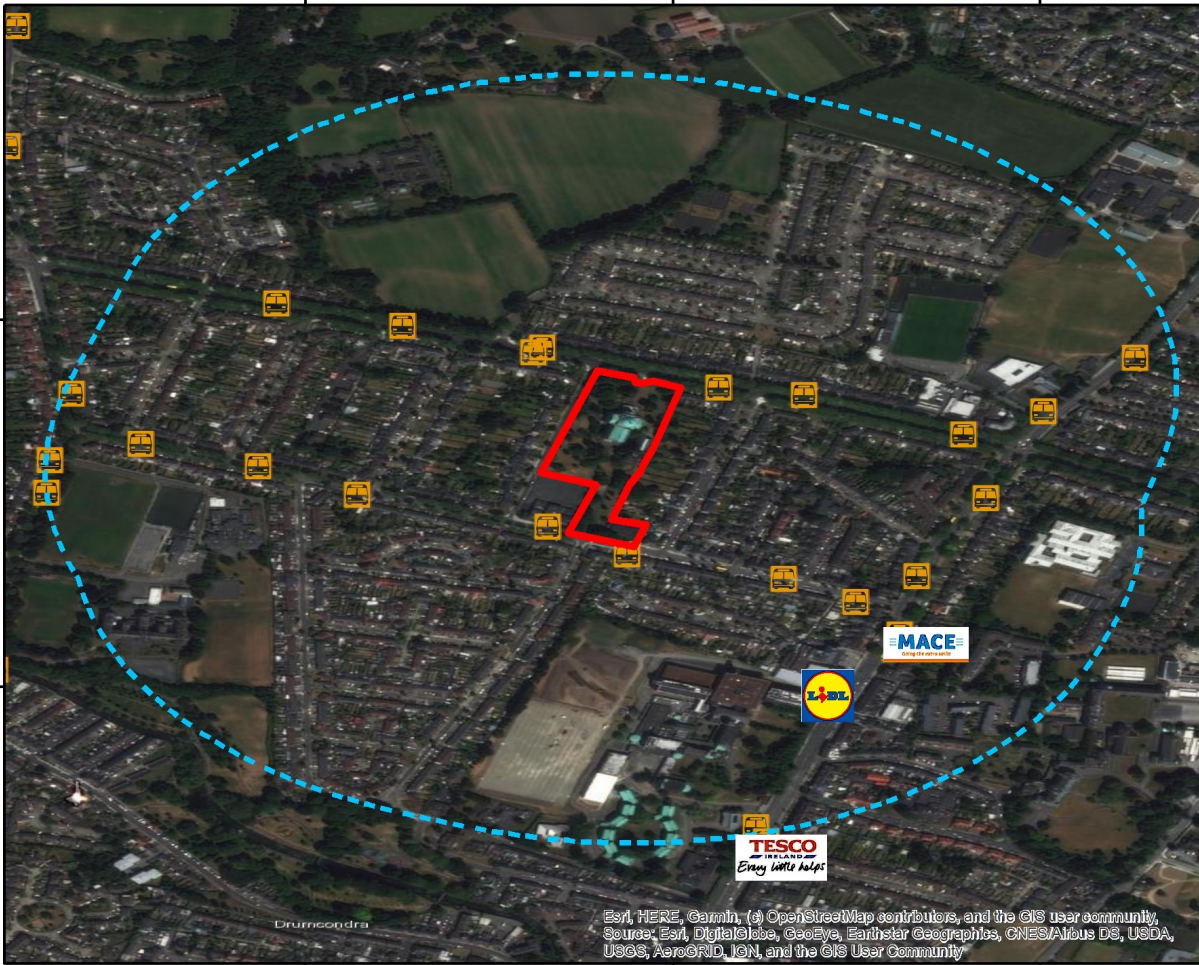 ≡MACE≡
Going the extra smile
LIDL
TESCO
IRELAND
Every little helps
Drumcondra
Esri, HERE, Garmin, (c) OpenStreetMap contributors, and the GIS user community,
Source: Esri, DigitalGlobe, GeoEye, Earthstar Geographics, CNES/Airbus DS, USDA,
USGS, AeroGRID, IGN, and the GIS User Community